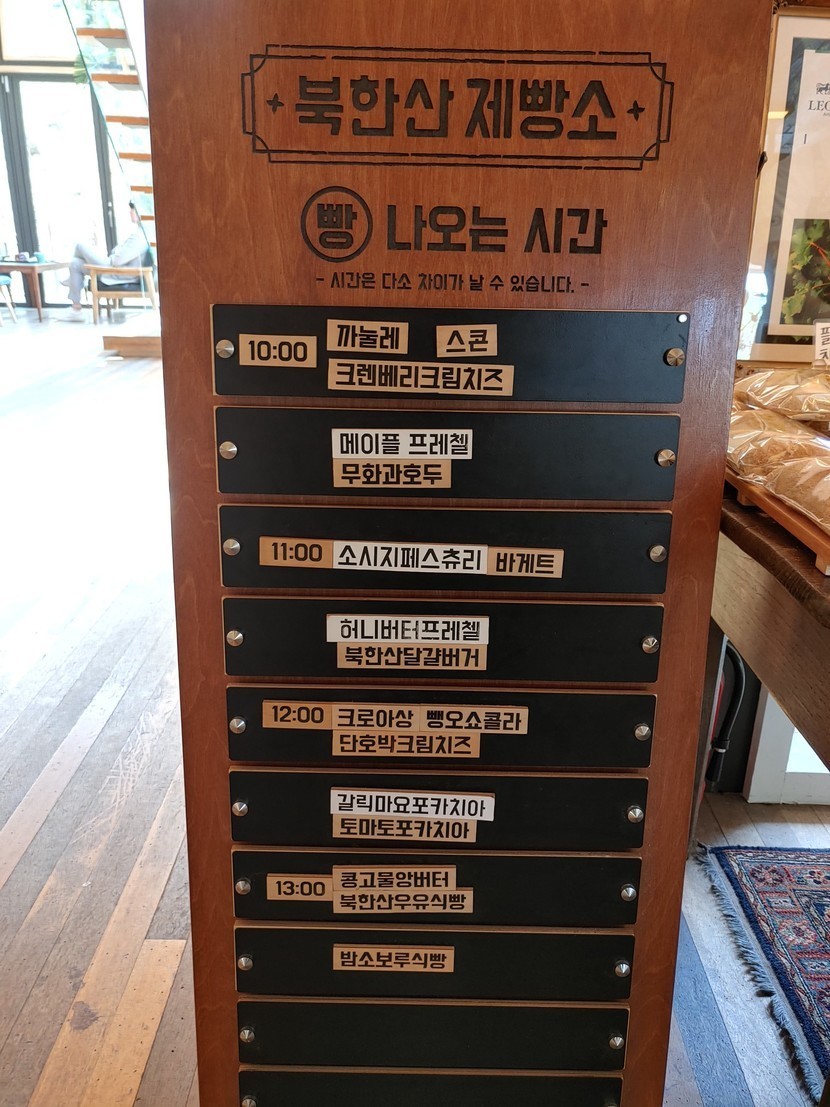 북한산 제빵소
빵 나오는 시간
- 시간은 다소 차이가 날 수 있습니다. -
10:00 까눌레 스콘
크렌베리크림치즈
메이플 프레첼
무화과호두
11:00 소시지페스츄리 바게트
허니버터프레첼
북한산달걀버거
12:00 크로아상 뺑오쇼콜라
단호박크림치즈
갈릭마요포카치아
토마토포카치아
13:00 콩고물앙버터
북한산우유식빵
밤소보루식빵